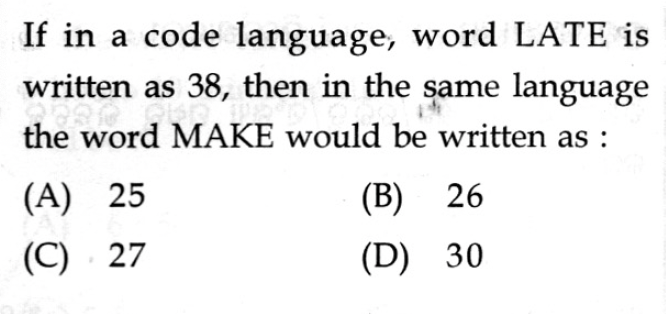 If in a code language, word LATE is
written as 38, then in the same language
the word MAKE would be written as :
(A) 25 (B) 26
(C) 27 (D) 30